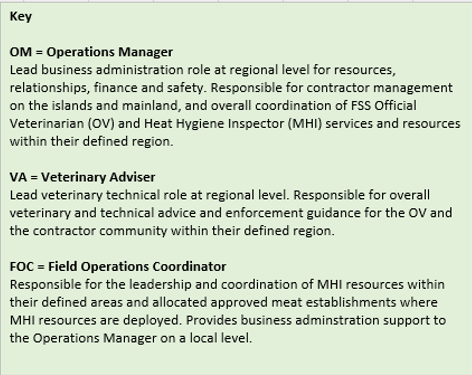 Key
OM = Operations Manager
Lead business administration role at regional level for resources,
relationships, finance and safety. Responsible for contractor management
on the islands and mainland, and overall coordination of FSS Official
Veterinarian (OV) and Heat Hygiene Inspector (MHI) services and resources
within their defined region.
VA = Veterinary Adviser
Lead veterinary technical role at regional level. Responsible for overall
veterinary and technical advice and enforcement guidance for the OV and
the contractor community within their defined region.
FOC = Field Operations Coordinator
Responsible for the leadership and coordination of MHI resources within
their defined areas and allocated approved meat establishments where
MHI resources are deployed. Provides business adminstration support to
the Operations Manager on a local level.